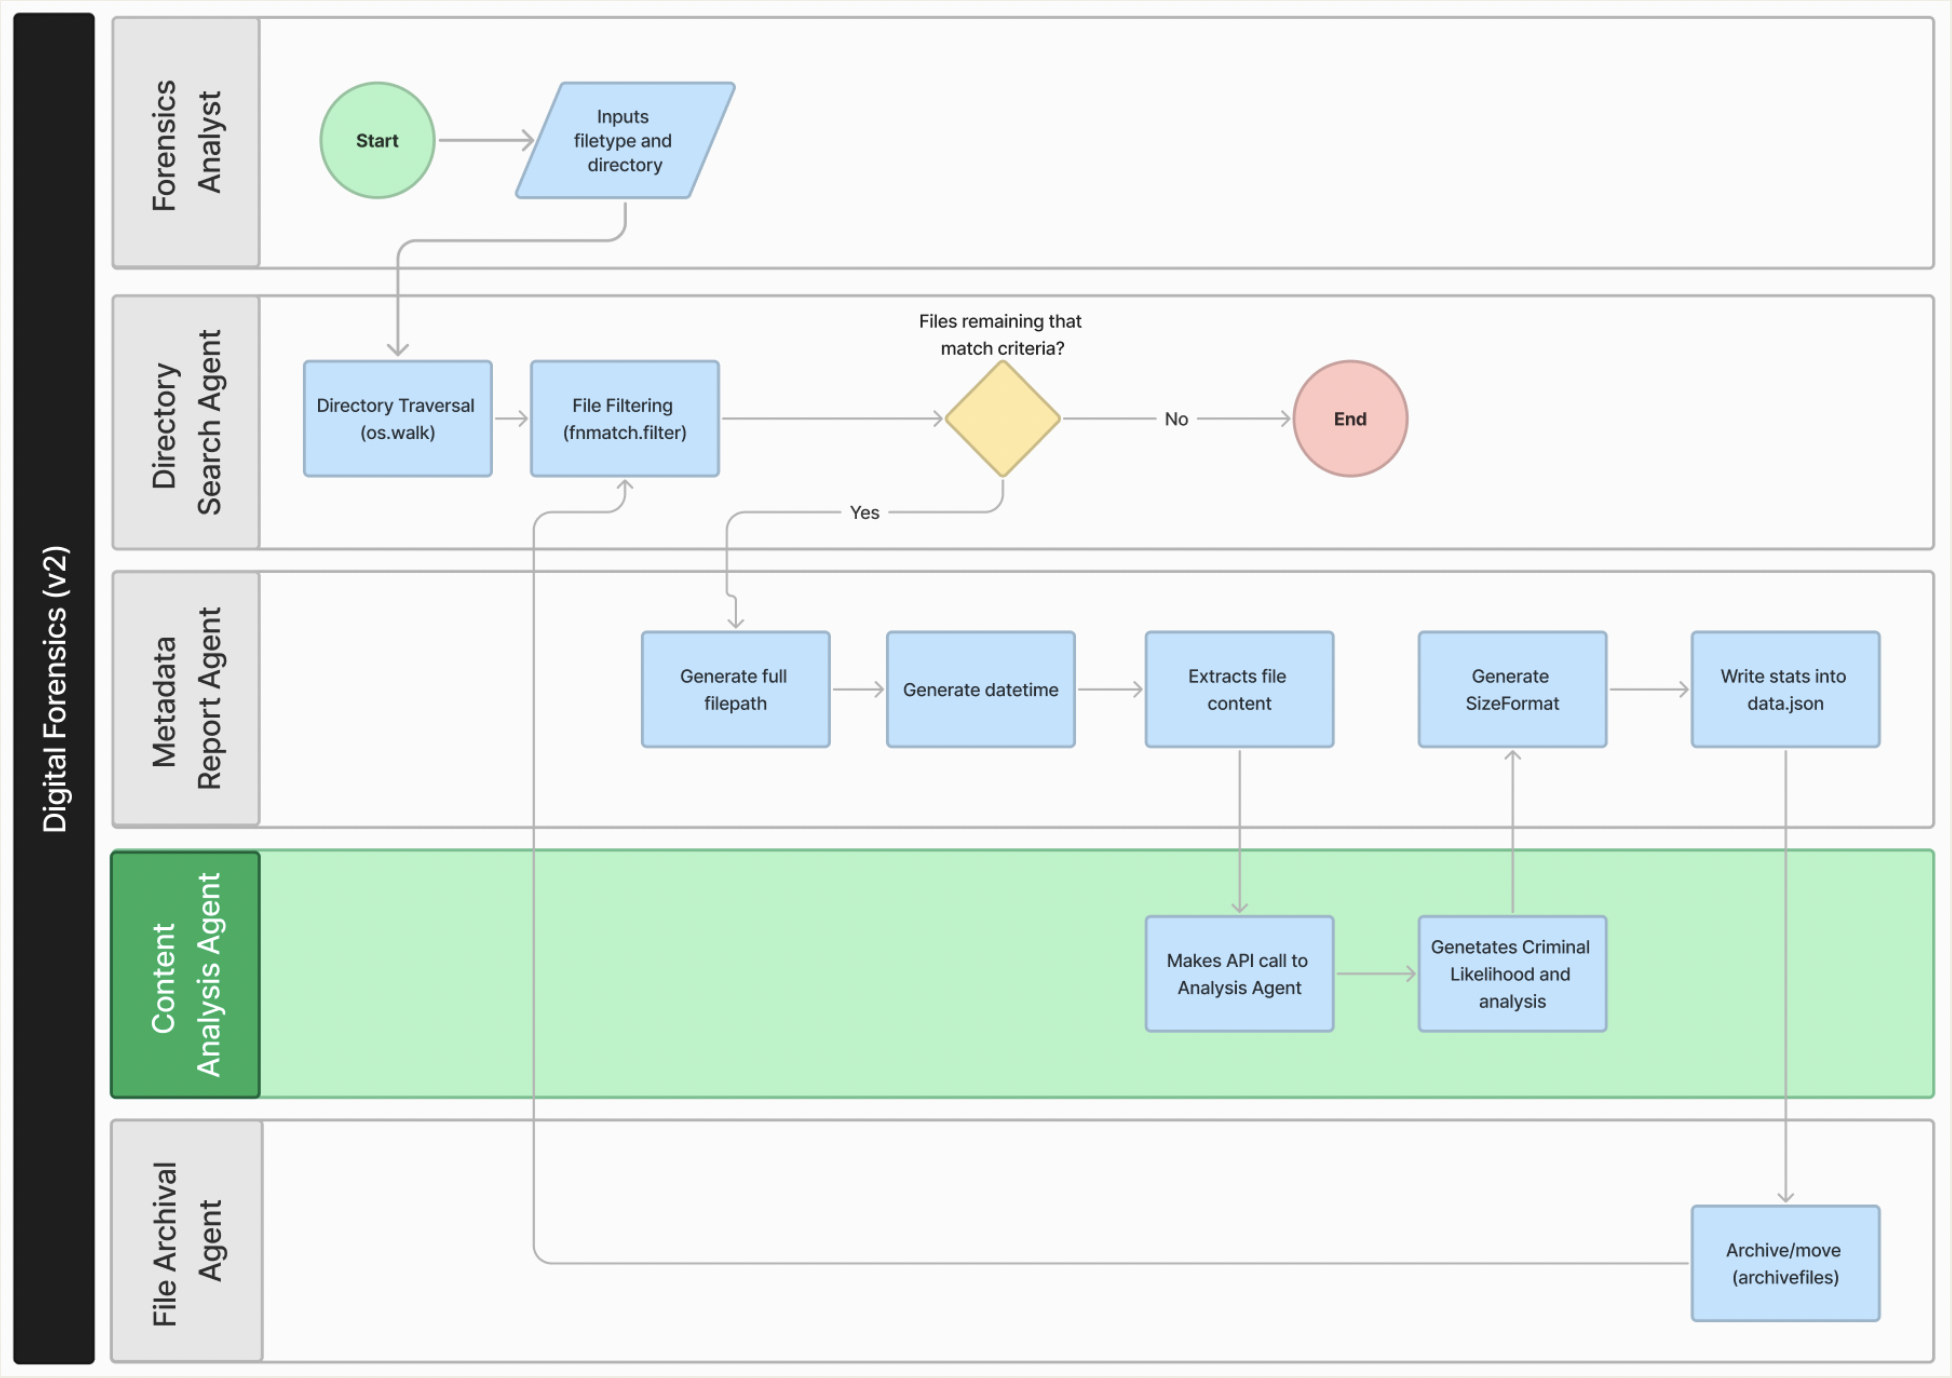 Digital Forensics (v2)
Forensics
Analyst
Start
Inputs
filetype and
directory
Directory
Search Agent
Directory Traversal
(os.walk)
File Filtering
(fnmatch.filter)
Files remaining that
match criteria?
No
End
Yes
Metadata
Report Agent
Generate full
filepath
Generate datetime
Extracts file
content
Generate
SizeFormat
Write stats into
data.json
Content
Analysis Agent
Makes API call to
Analysis Agent
Genetates Criminal
Likelihood and
analysis
File Archival
Agent
Archive/move
(archivefiles)